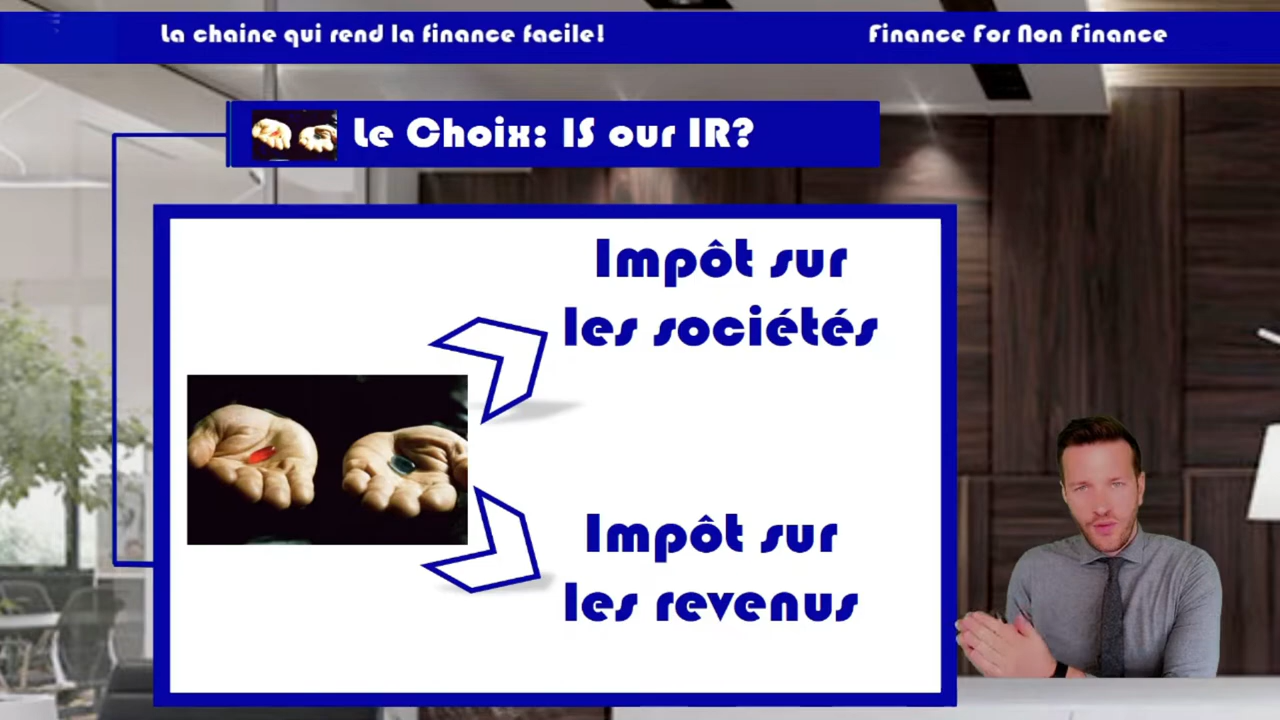 La chaine qui rend la finance facile!
Finance For Non Finance
Le Choix: IS our IR?
Impôt sur
les sociétés
Impôt sur
les revenus